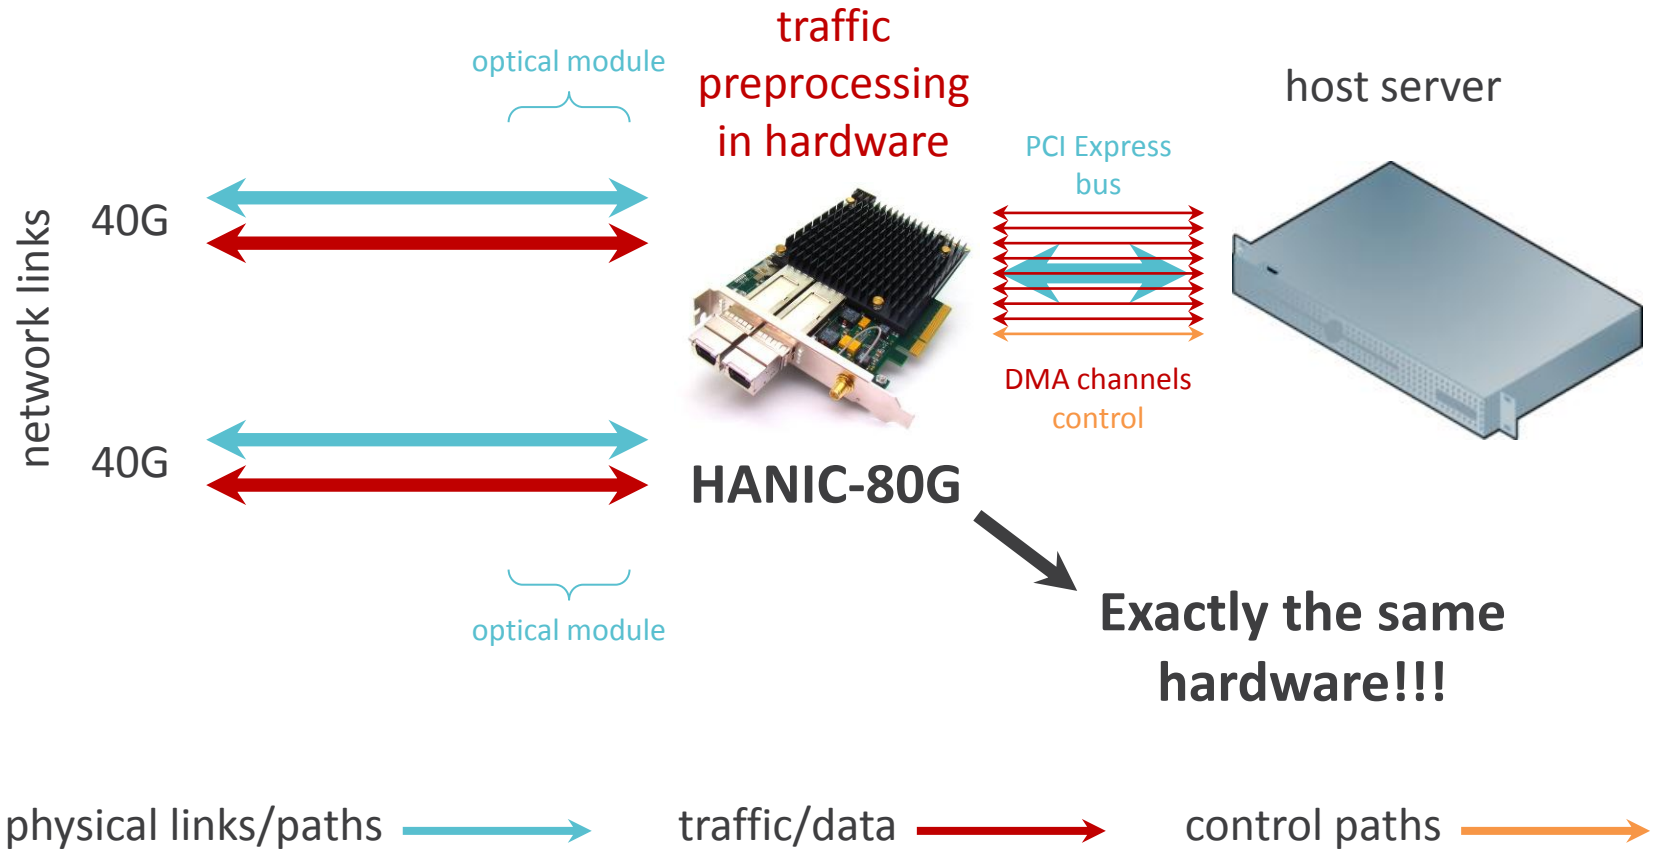 traffic
preprocessing
in hardware
optical module
host server
PCI Express
bus
network links
40G
40G
DMA channels
control
HANIC-80G
optical module
Exactly the same
hardware!!!
physical links/paths
traffic/data
control paths